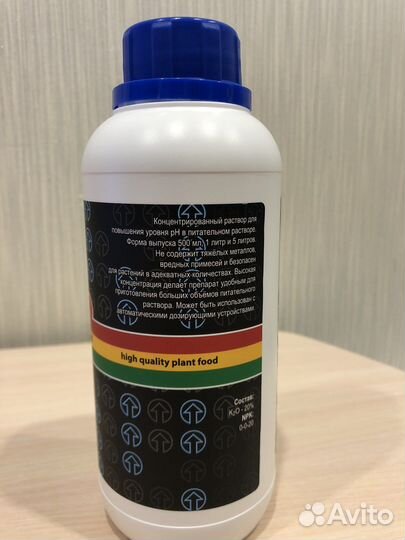 Концентрированный раствор для
повышения уровня pH в питательном растворе.
Форма выпуска 500 мл, 1 литр и 5 литров.
Не содержит тяжёлых металлов,
вредных примесей и безопасен
для растений в адекватных количествах. Высокая
концентрация делает препарат удобным для
приготовления больших объёмов питательного
раствора. Может быть использован с
автоматическими дозирующими устройствами.
high quality plant food
Состав:
K₂O - 20%
NPK:
0-0-20
Avito